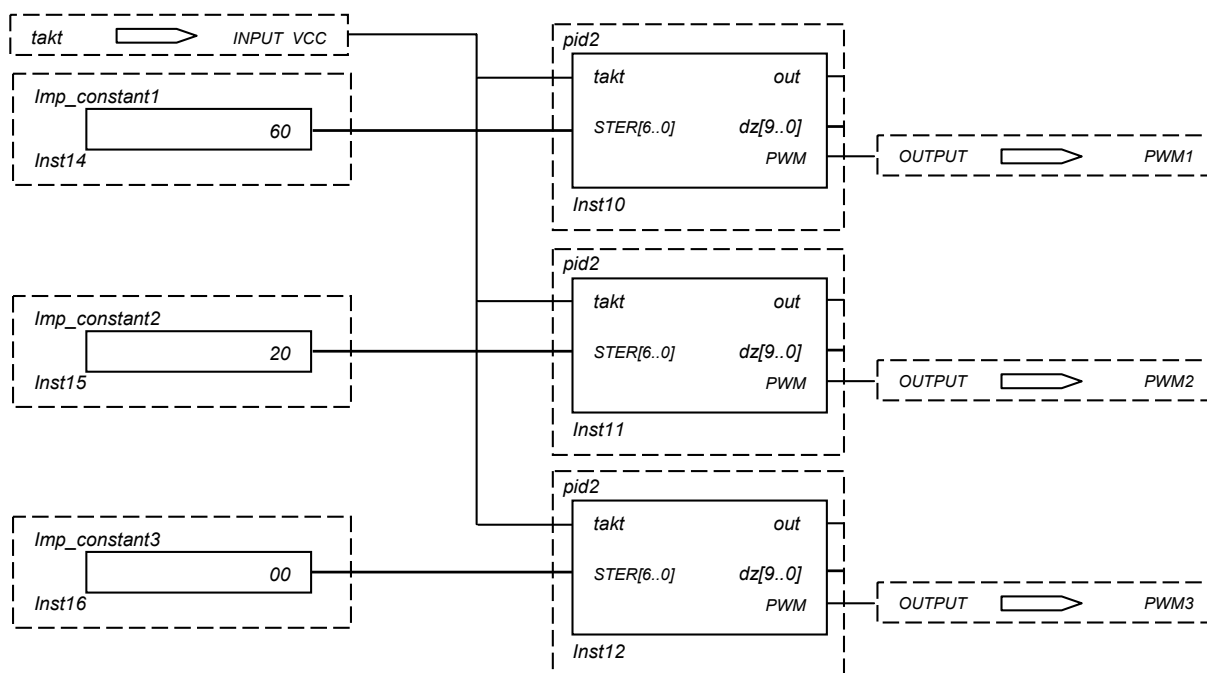 takt INPUT VCC
Imp_constant1
60
Inst14
pid2
takt out
STER[6..0] dz[9..0]
PWM
Inst10
OUTPUT PWM1
Imp_constant2
20
Inst15
pid2
takt out
STER[6..0] dz[9..0]
PWM
Inst11
OUTPUT PWM2
Imp_constant3
00
Inst16
pid2
takt out
STER[6..0] dz[9..0]
PWM
Inst12
OUTPUT PWM3